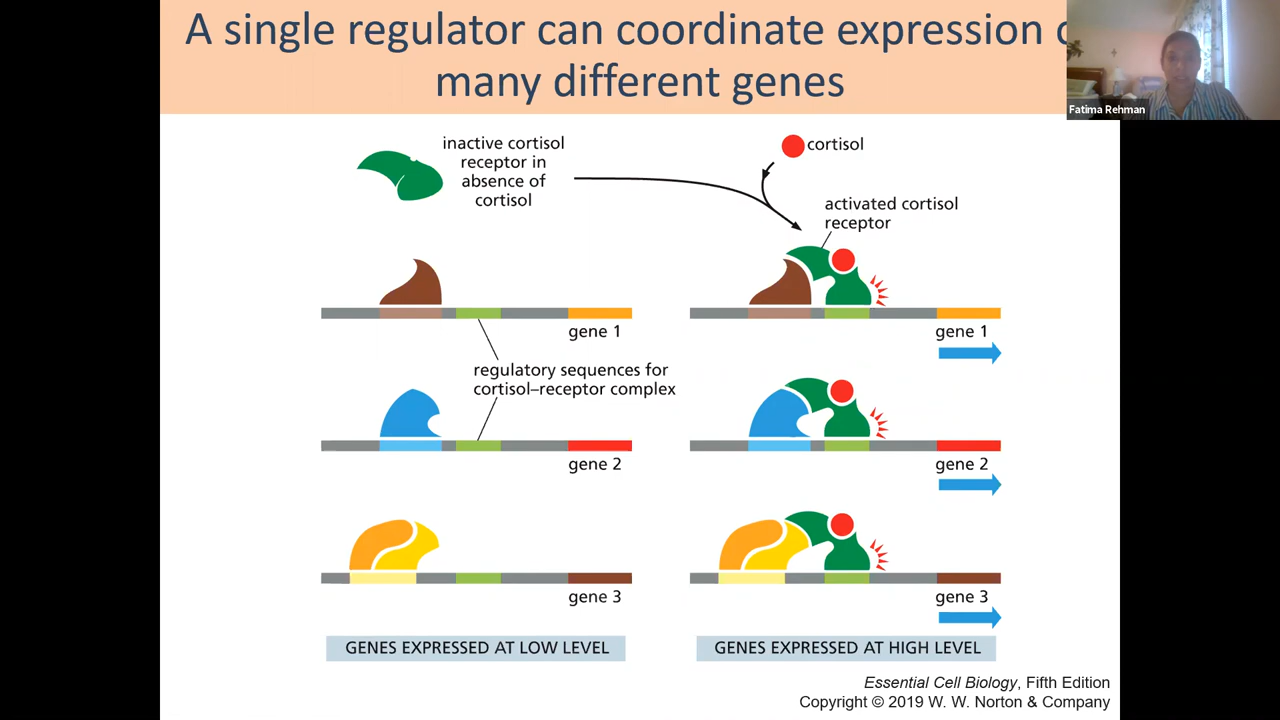 A single regulator can coordinate expression
many different genes
Fatima Rehman
inactive cortisol
receptor in
absence of
cortisol
cortisol
activated cortisol
receptor
gene 1
gene 1
regulatory sequences for
cortisol–receptor complex
gene 2
gene 2
gene 3
gene 3
GENES EXPRESSED AT LOW LEVEL
GENES EXPRESSED AT HIGH LEVEL
Essential Cell Biology, Fifth Edition
Copyright © 2019 W. W. Norton & Company